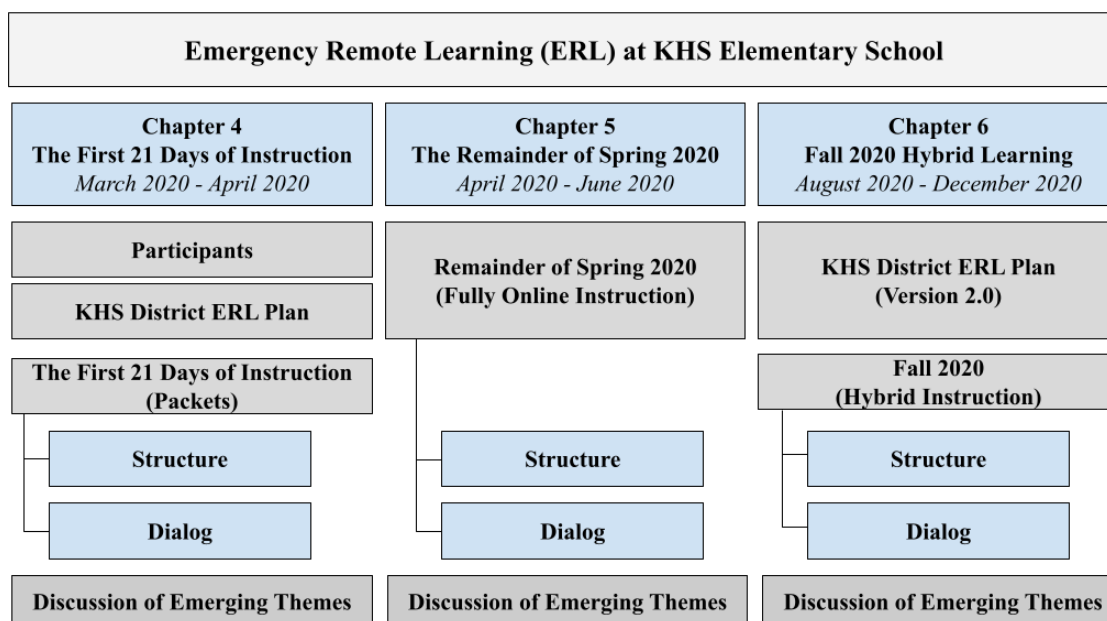 Emergency Remote Learning (ERL) at KHS Elementary School
Chapter 4
The First 21 Days of Instruction
March 2020 - April 2020
Participants
KHS District ERL Plan
The First 21 Days of Instruction
(Packets)
Structure
Dialog
Discussion of Emerging Themes
Chapter 5
The Remainder of Spring 2020
April 2020 - June 2020
Remainder of Spring 2020
(Fully Online Instruction)
Structure
Dialog
Discussion of Emerging Themes
Chapter 6
Fall 2020 Hybrid Learning
August 2020 - December 2020
KHS District ERL Plan
(Version 2.0)
Fall 2020
(Hybrid Instruction)
Structure
Dialog
Discussion of Emerging Themes